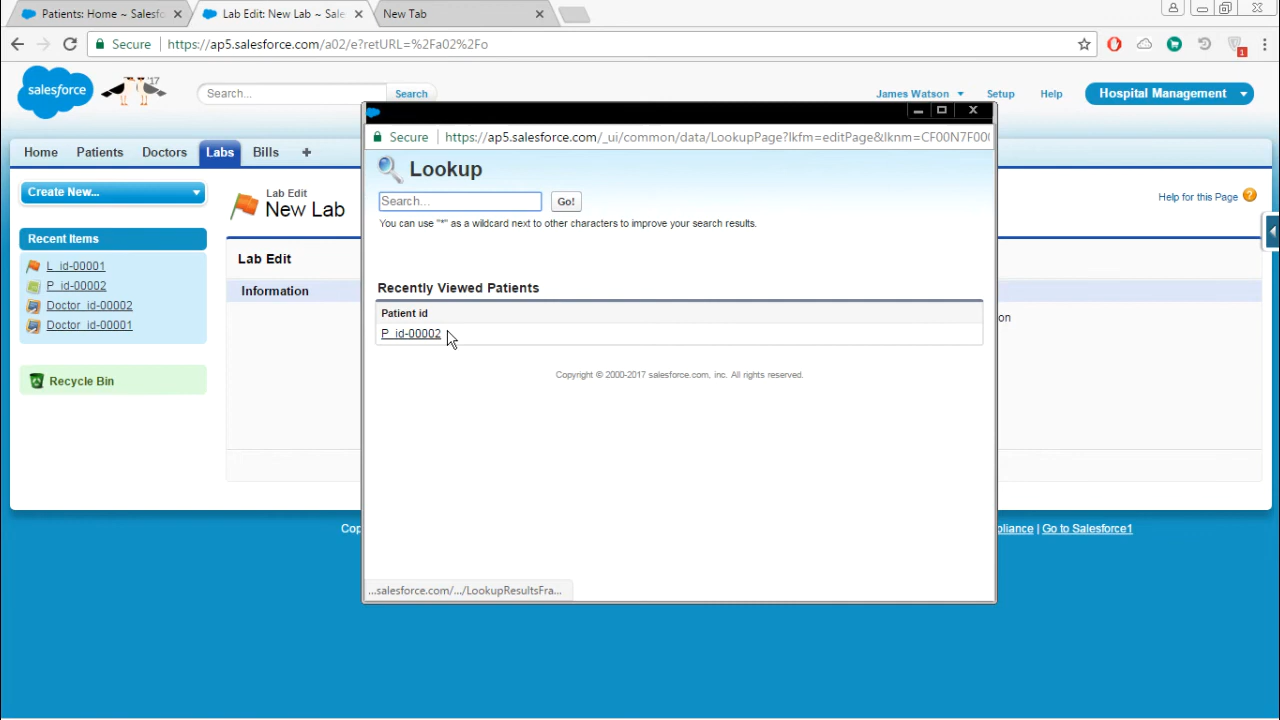 Patients: Home ~ Salesfo
Lab Edit: New Lab ~ Sale
New Tab
Secure
https://ap5.salesforce.com/a02/e?retURL=%2Fa02%2Fo
1
salesforce
'17
Search...
Search
James Watson
Setup
Help
Hospital Management
Home
Patients
Doctors
Labs
Bills
+
Create New...
Recent Items
L_id-00001
P_id-00002
Doctor_id-00002
Doctor_id-00001
Recycle Bin
Lab Edit
New Lab
Help for this Page
Lab Edit
Information
on
Secure
https://ap5.salesforce.com/_ui/common/data/LookupPage?lkfm=editPage&lknm=CF00N7F000
Lookup
Search...
Go!
You can use "*" as a wildcard next to other characters to improve your search results.
Recently Viewed Patients
Patient id
P_id-00002
Copyright © 2000-2017 salesforce.com, inc. All rights reserved.
...salesforce.com/.../LookupResultsFra...
Cop
pliance | Go to Salesforce1